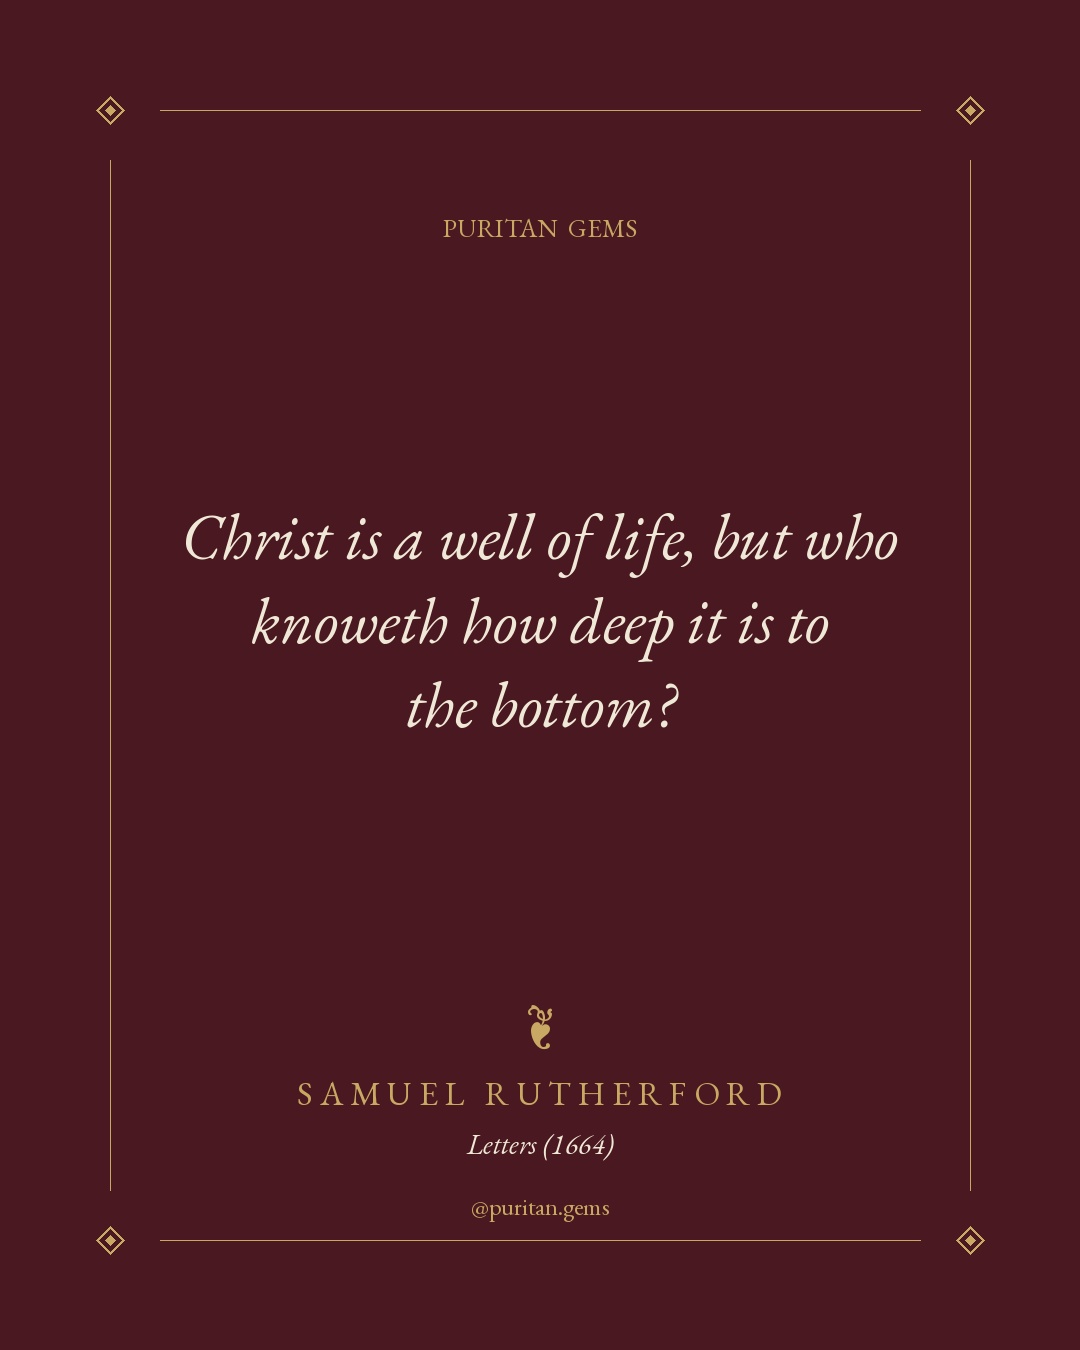 PURITAN GEMS
Christ is a well of life, but who
knoweth how deep it is to
the bottom?
SAMUEL RUTHERFORD
Letters (1664)
@puritan.gems